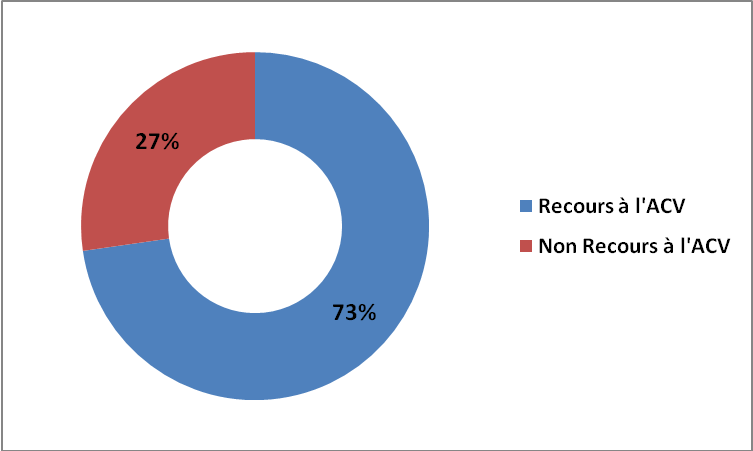 27%
73%
Recours à l'ACV
Non Recours à l'ACV